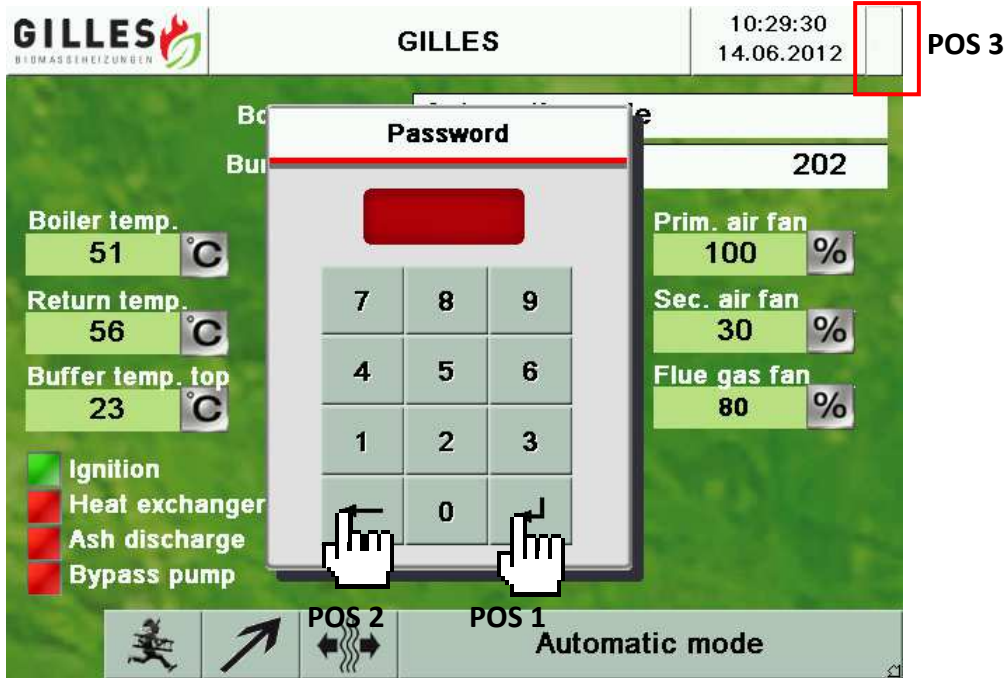 GILLES
BIOMASSEHEIZUNGEN
GILLES
10:29:30
14.06.2012
POS 3
Password
202
Boiler temp.
51 °C
Return temp.
56 °C
Buffer temp. top
23 °C
7 8 9
4 5 6
1 2 3
0
Prim. air fan
100 %
Sec. air fan
30 %
Flue gas fan
80 %
Ignition
Heat exchanger
Ash discharge
Bypass pump
POS 2
POS 1
Automatic mode